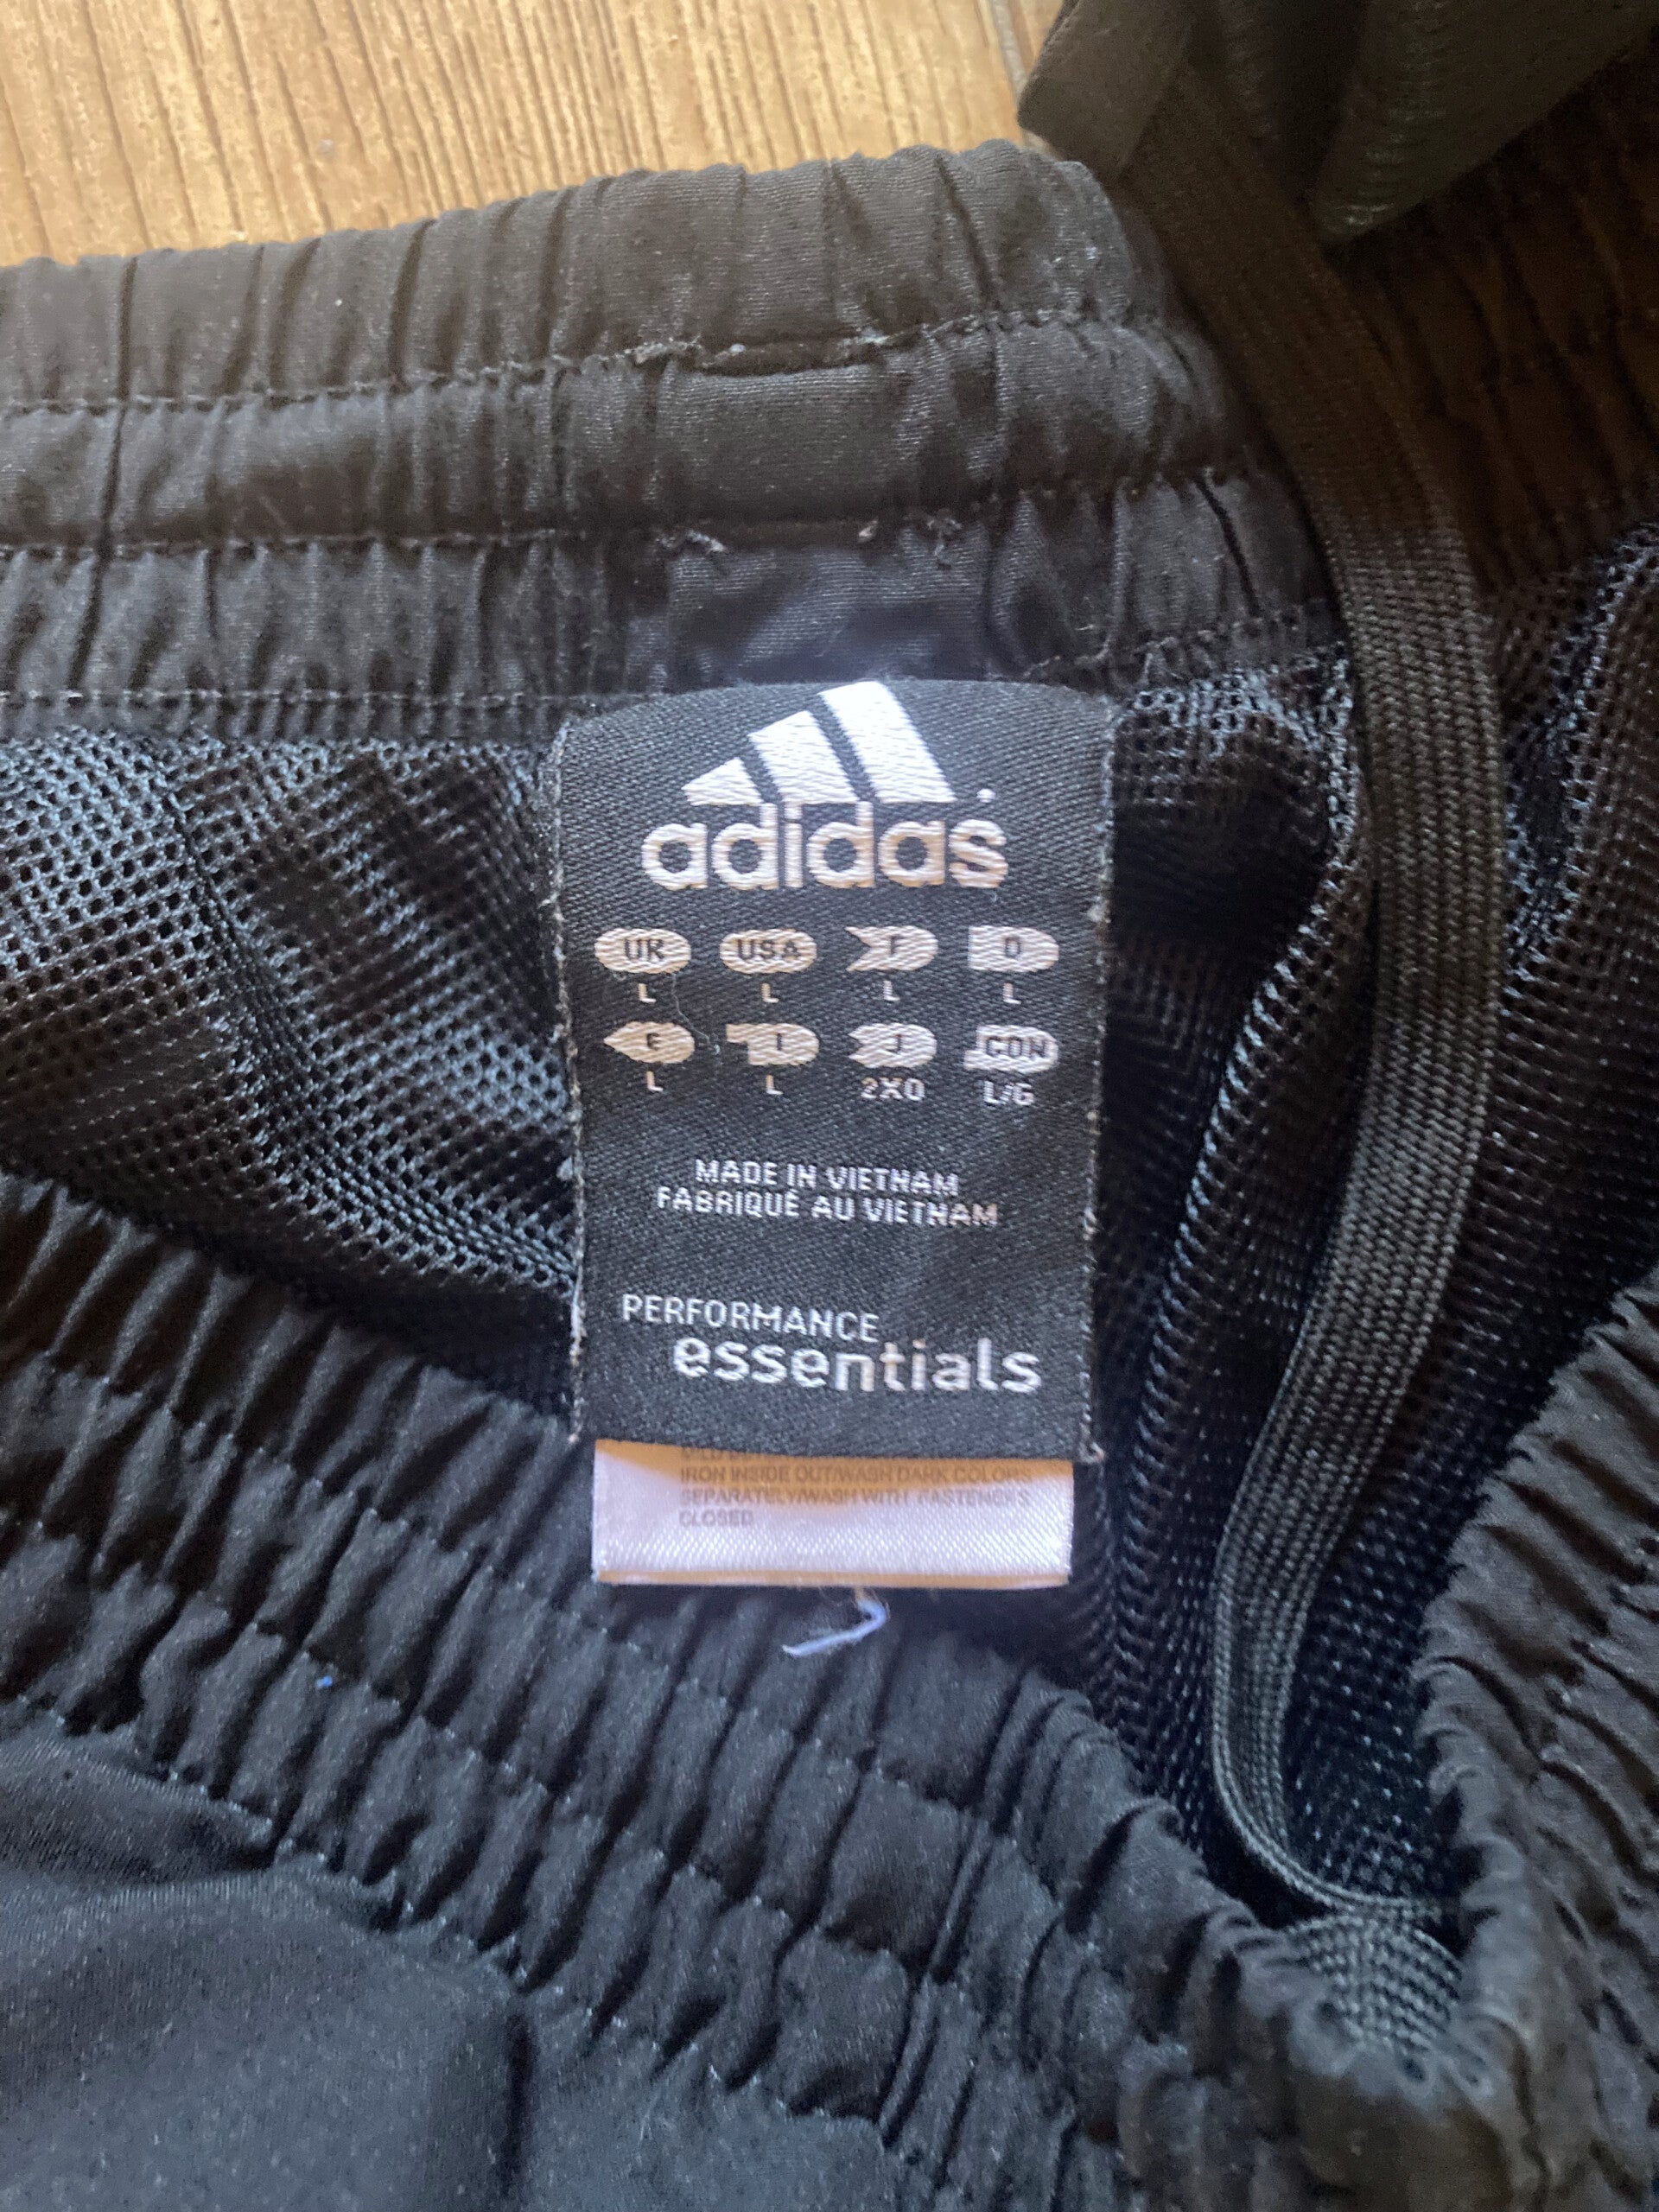 adidas
UK USA F D
L L L L
E I J CDN
L L 2XO L/G
MADE IN VIETNAM
FABRIQUÉ AU VIETNAM
PERFORMANCE
essentials
IRON INSIDE OUT/WASH DARK COLORS
SEPARATELY/WASH WITH FASTENERS
CLOSED